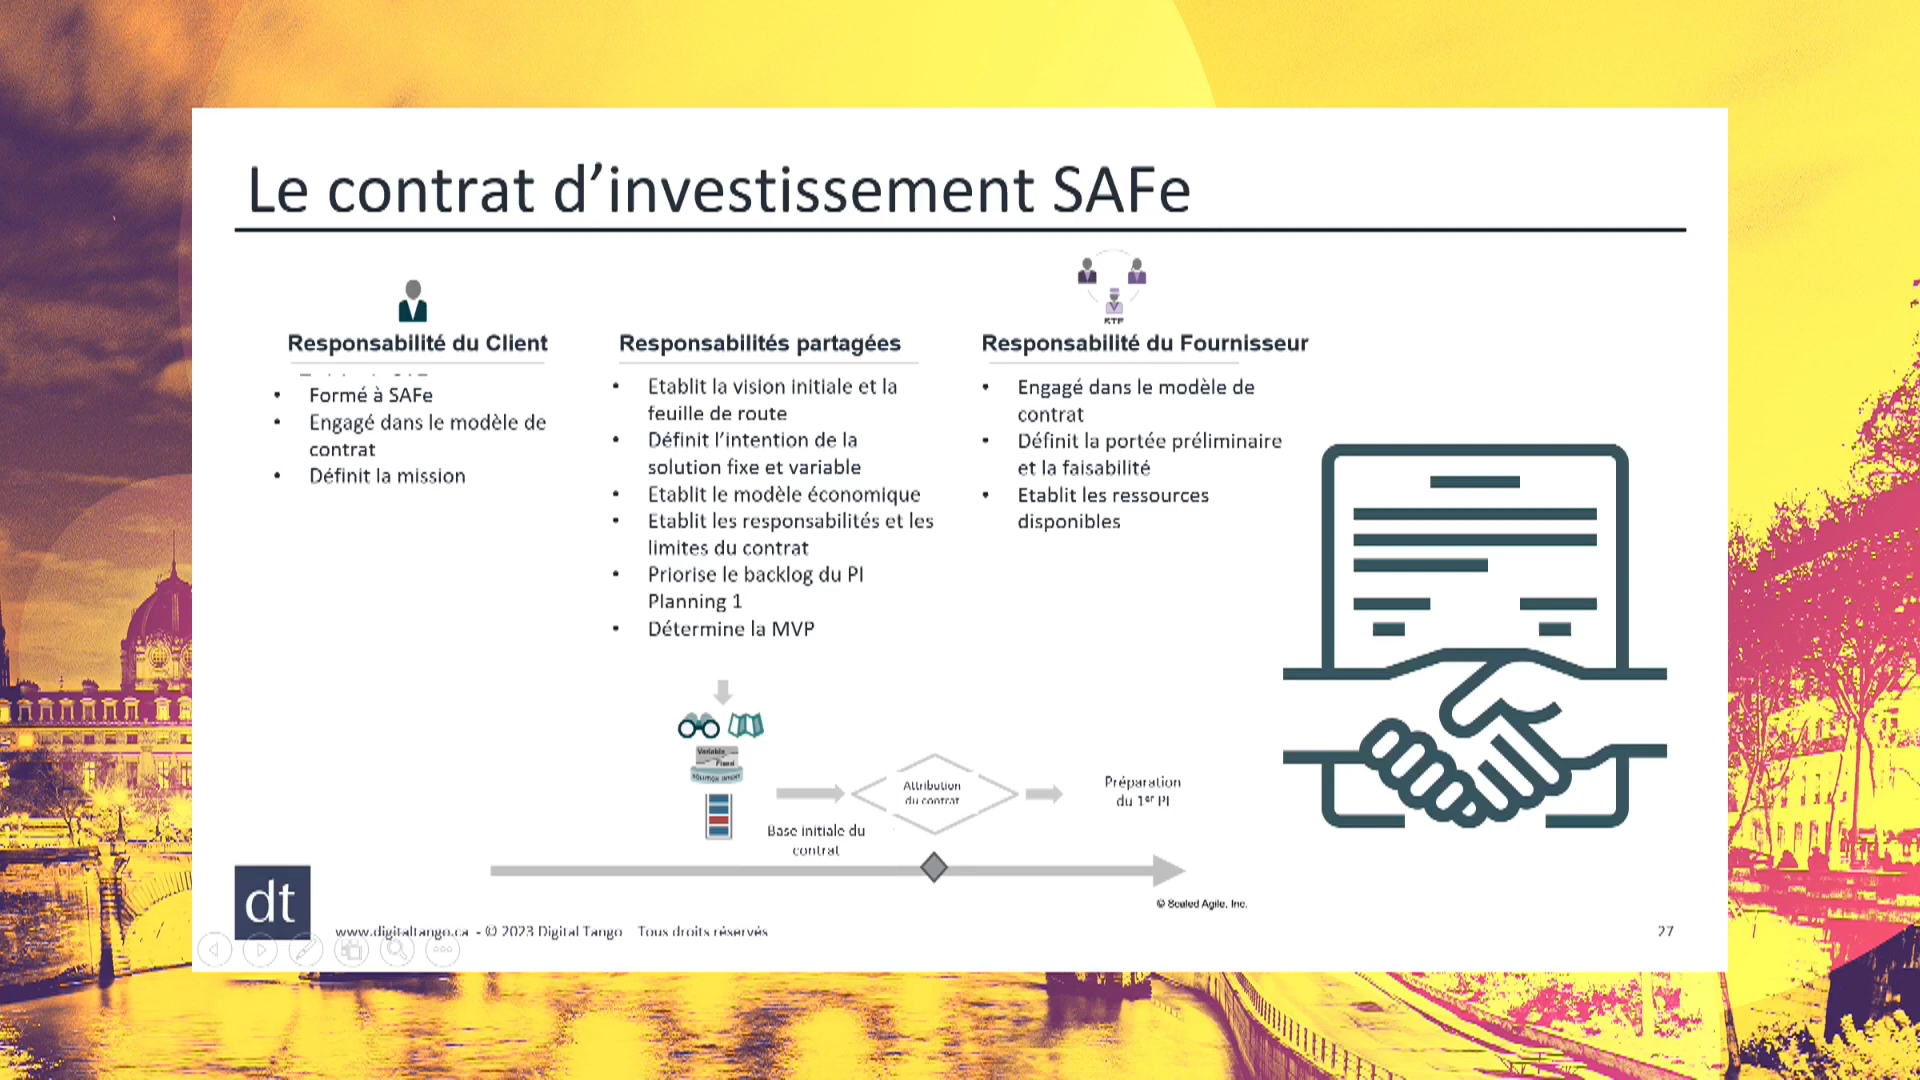 Le contrat d’investissement SAFe
Responsabilité du Client
Formé à SAFe
Engagé dans le modèle de
contrat
Définit la mission
Responsabilités partagées
Etablit la vision initiale et la
feuille de route
Définit l’intention de la
solution fixe et variable
Etablit le modèle économique
Etablit les responsabilités et les
limites du contrat
Priorise le backlog du PI
Planning 1
Détermine la MVP
STE
Responsabilité du Fournisseur
Engagé dans le modèle de
contrat
Définit la portée préliminaire
et la faisabilité
Etablit les ressources
disponibles
Variable
Fixed
SOLUTION INTENT
Base initiale du
contrat
Attribution
du contrat
Préparation
du 1er PI
© Scaled Agile, Inc.
dt
www.digitaltango.ca - © 2023 Digital Tango Tous droits réservés
27